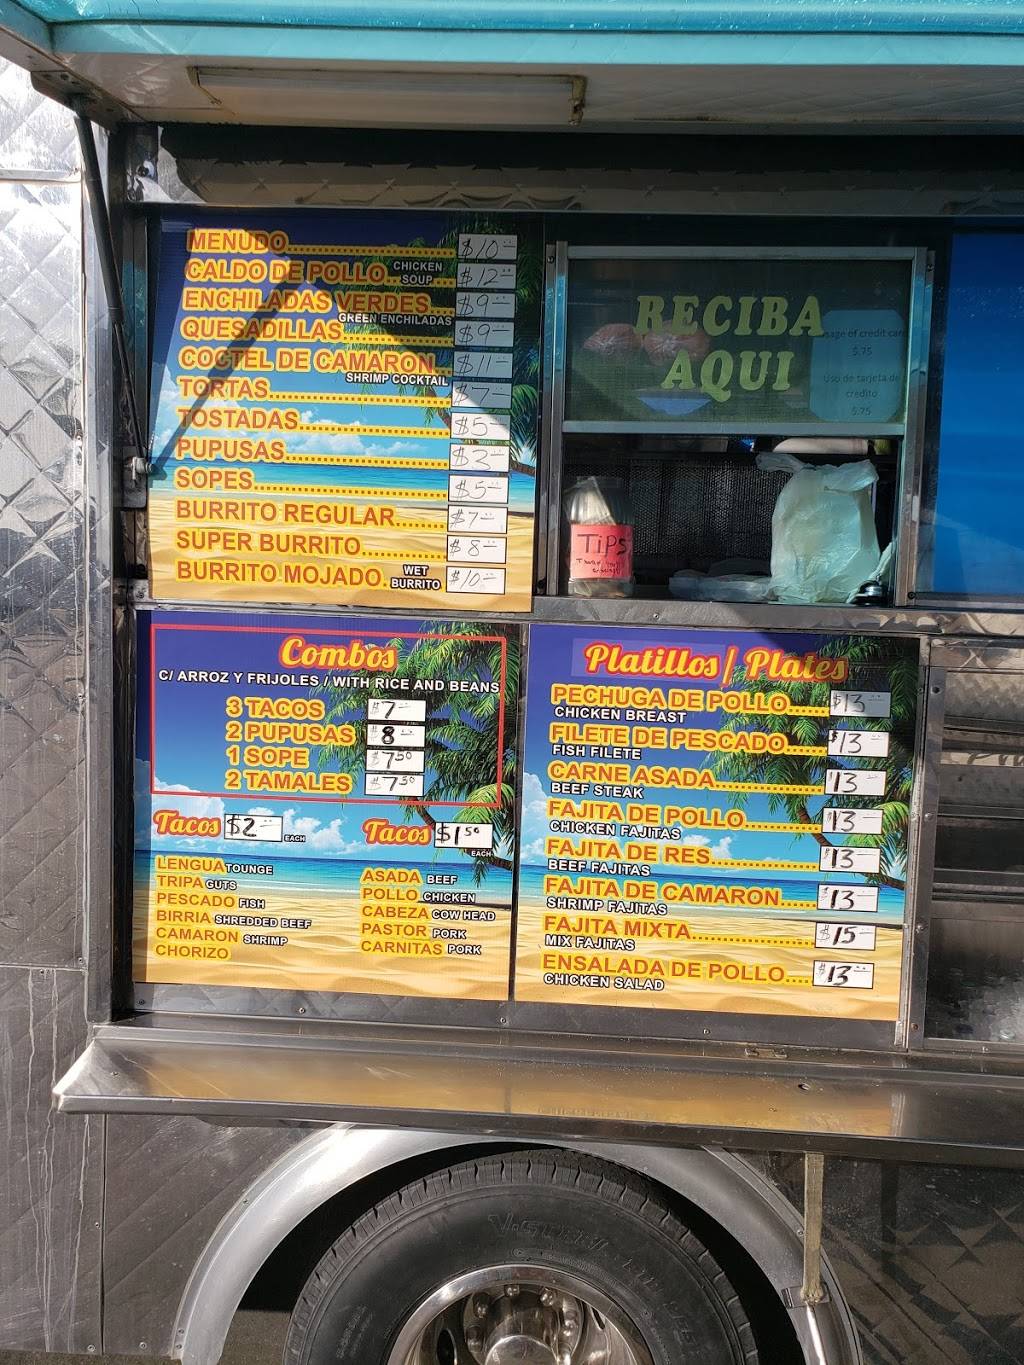 MENUDO $10
CALDO DE POLLO CHICKEN SOUP $12
ENCHILADAS VERDES GREEN ENCHILADAS $9
QUESADILLAS $9
COCTEL DE CAMARON SHRIMP COCKTAIL $11
TORTAS $7
TOSTADAS $5
PUPUSAS $3
SOPES $5
BURRITO REGULAR $7
SUPER BURRITO $8
BURRITO MOJADO WET BURRITO $10
RECIBA
AQUI
usage of credit card
$.75
Uso de tarjeta de
credito
$.75
TiPS
Combos
C/ ARROZ Y FRIJOLES / WITH RICE AND BEANS
3 TACOS $7
2 PUPUSAS $8
1 SOPE $7.50
2 TAMALES $7.50
Tacos $2 EACH
LENGUA TOUNGE
TRIPA GUTS
PESCADO FISH
BIRRIA SHREDDED BEEF
CAMARON SHRIMP
CHORIZO
Tacos $1.50 EACH
ASADA BEEF
POLLO CHICKEN
CABEZA COW HEAD
PASTOR PORK
CARNITAS PORK
Platillos / Plates
PECHUGA DE POLLO $13
CHICKEN BREAST
FILETE DE PESCADO $13
FISH FILETE
CARNE ASADA $13
BEEF STEAK
FAJITA DE POLLO $13
CHICKEN FAJITAS
FAJITA DE RES $13
BEEF FAJITAS
FAJITA DE CAMARON $13
SHRIMP FAJITAS
FAJITA MIXTA $15
MIX FAJITAS
ENSALADA DE POLLO $13
CHICKEN SALAD